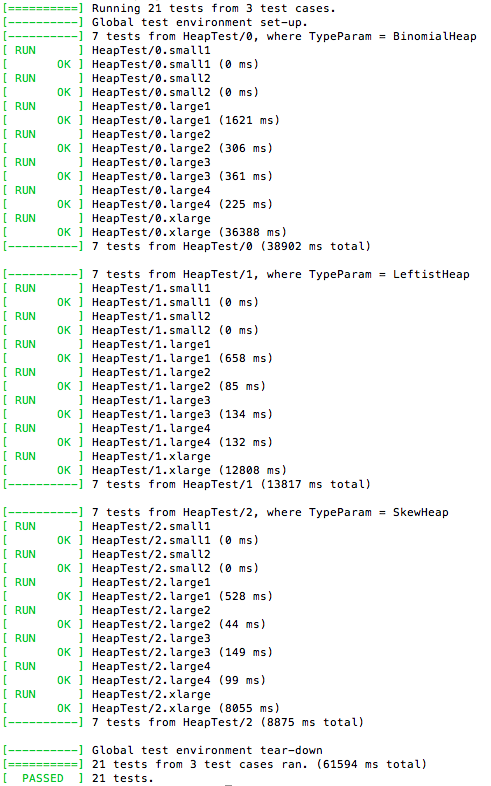 [==========] Running 21 tests from 3 test cases.
[----------] Global test environment set-up.
[----------] 7 tests from HeapTest/0, where TypeParam = BinomialHeap
[ RUN      ] HeapTest/0.small1
[       OK ] HeapTest/0.small1 (0 ms)
[ RUN      ] HeapTest/0.small2
[       OK ] HeapTest/0.small2 (0 ms)
[ RUN      ] HeapTest/0.large1
[       OK ] HeapTest/0.large1 (1621 ms)
[ RUN      ] HeapTest/0.large2
[       OK ] HeapTest/0.large2 (306 ms)
[ RUN      ] HeapTest/0.large3
[       OK ] HeapTest/0.large3 (361 ms)
[ RUN      ] HeapTest/0.large4
[       OK ] HeapTest/0.large4 (225 ms)
[ RUN      ] HeapTest/0.xlarge
[       OK ] HeapTest/0.xlarge (36388 ms)
[----------] 7 tests from HeapTest/0 (38902 ms total)

[----------] 7 tests from HeapTest/1, where TypeParam = LeftistHeap
[ RUN      ] HeapTest/1.small1
[       OK ] HeapTest/1.small1 (0 ms)
[ RUN      ] HeapTest/1.small2
[       OK ] HeapTest/1.small2 (0 ms)
[ RUN      ] HeapTest/1.large1
[       OK ] HeapTest/1.large1 (658 ms)
[ RUN      ] HeapTest/1.large2
[       OK ] HeapTest/1.large2 (85 ms)
[ RUN      ] HeapTest/1.large3
[       OK ] HeapTest/1.large3 (134 ms)
[ RUN      ] HeapTest/1.large4
[       OK ] HeapTest/1.large4 (132 ms)
[ RUN      ] HeapTest/1.xlarge
[       OK ] HeapTest/1.xlarge (12808 ms)
[----------] 7 tests from HeapTest/1 (13817 ms total)

[----------] 7 tests from HeapTest/2, where TypeParam = SkewHeap
[ RUN      ] HeapTest/2.small1
[       OK ] HeapTest/2.small1 (0 ms)
[ RUN      ] HeapTest/2.small2
[       OK ] HeapTest/2.small2 (0 ms)
[ RUN      ] HeapTest/2.large1
[       OK ] HeapTest/2.large1 (528 ms)
[ RUN      ] HeapTest/2.large2
[       OK ] HeapTest/2.large2 (44 ms)
[ RUN      ] HeapTest/2.large3
[       OK ] HeapTest/2.large3 (149 ms)
[ RUN      ] HeapTest/2.large4
[       OK ] HeapTest/2.large4 (99 ms)
[ RUN      ] HeapTest/2.xlarge
[       OK ] HeapTest/2.xlarge (8055 ms)
[----------] 7 tests from HeapTest/2 (8875 ms total)

[----------] Global test environment tear-down
[==========] 21 tests from 3 test cases ran. (61594 ms total)
[  PASSED  ] 21 tests.